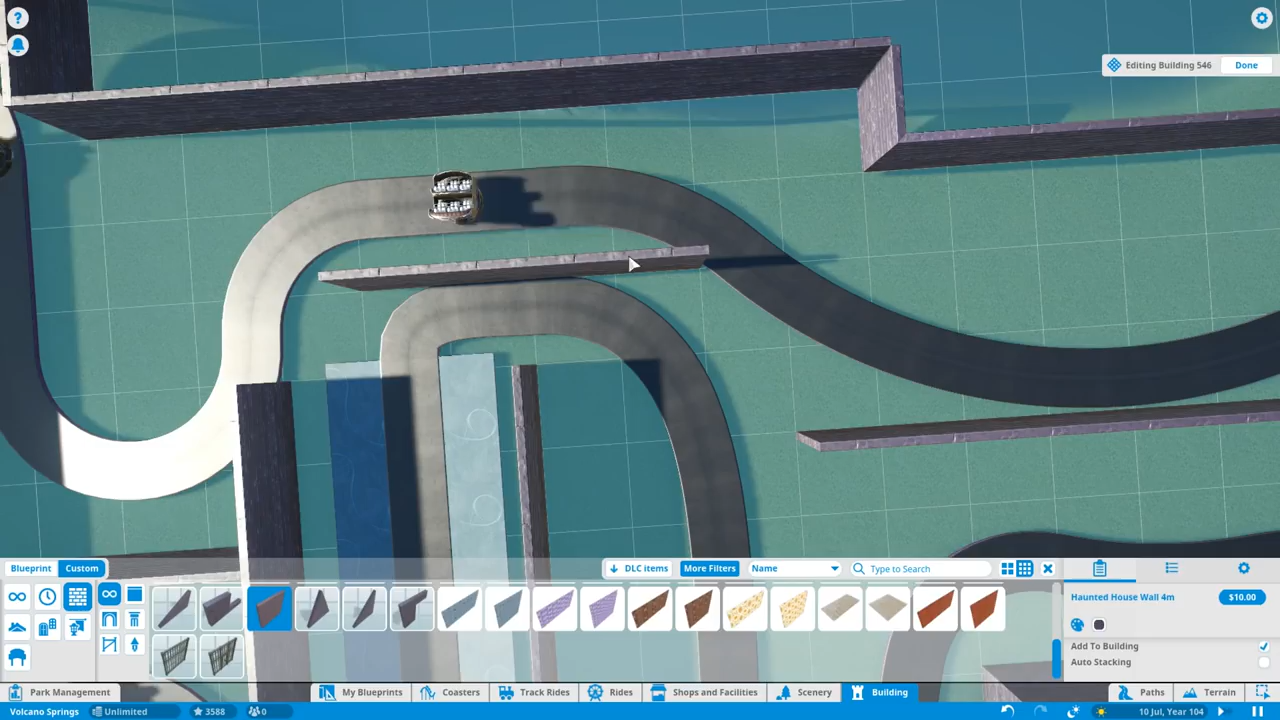 ?
Editing Building 546
Done
Blueprint
Custom
DLC items
More Filters
Name
Type to Search
Haunted House Wall 4m
$10.00
Add To Building
Auto Stacking
Park Management
My Blueprints
Coasters
Track Rides
Rides
Shops and Facilities
Scenery
Building
Paths
Terrain
Volcano Springs
Unlimited
3588
0
10 Jul, Year 104